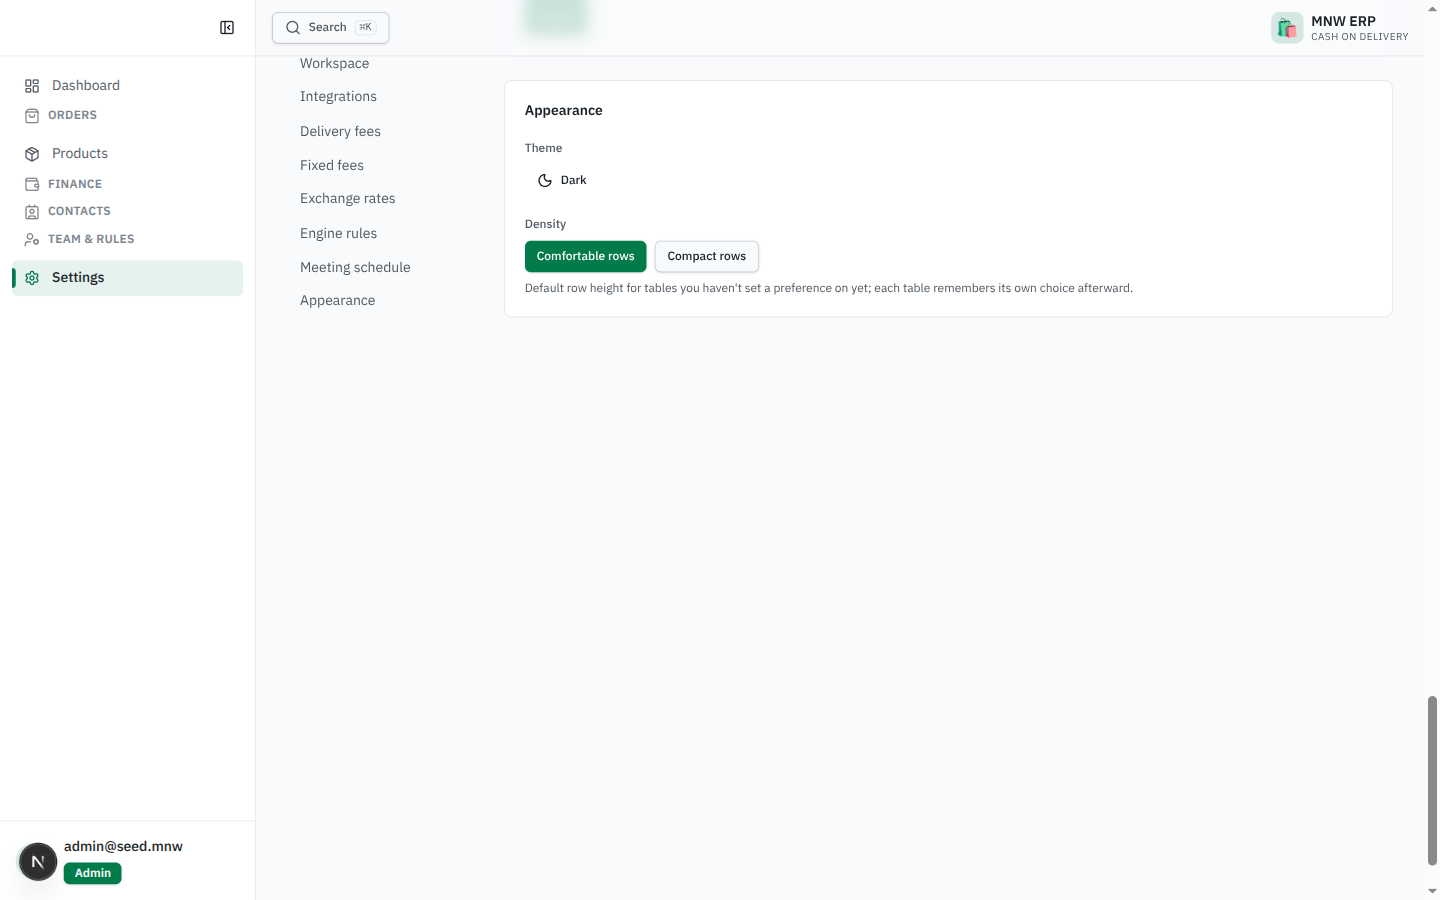 Search ⌘K
MNW ERP
CASH ON DELIVERY
Dashboard
ORDERS
Products
FINANCE
CONTACTS
TEAM & RULES
Settings
Workspace
Integrations
Delivery fees
Fixed fees
Exchange rates
Engine rules
Meeting schedule
Appearance
Appearance
Theme
Dark
Density
Comfortable rows Compact rows
Default row height for tables you haven't set a preference on yet; each table remembers its own choice afterward.
N
admin@seed.mnw
Admin